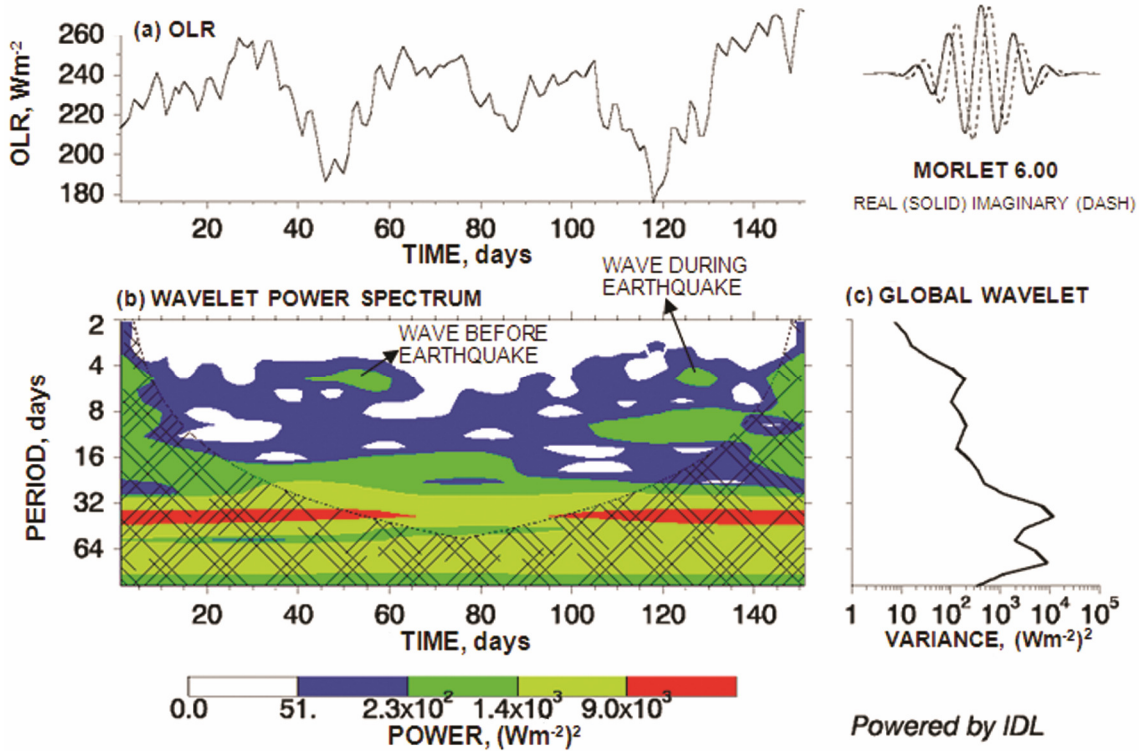 (a) OLR
OLR, Wm-2
260
240
220
200
180
20 40 60 80 100 120 140
TIME, days
MORLET 6.00
REAL (SOLID) IMAGINARY (DASH)
WAVE DURING
EARTHQUAKE
(b) WAVELET POWER SPECTRUM
WAVE BEFORE
EARTHQUAKE
PERIOD, days
2
4
8
16
32
64
20 40 60 80 100 120 140
TIME, days
(c) GLOBAL WAVELET
1 10 10² 10³ 10⁴ 10⁵
VARIANCE, (Wm-2)²
0.0 51. 2.3x10² 1.4x10³ 9.0x10³
POWER, (Wm-2)²
Powered by IDL